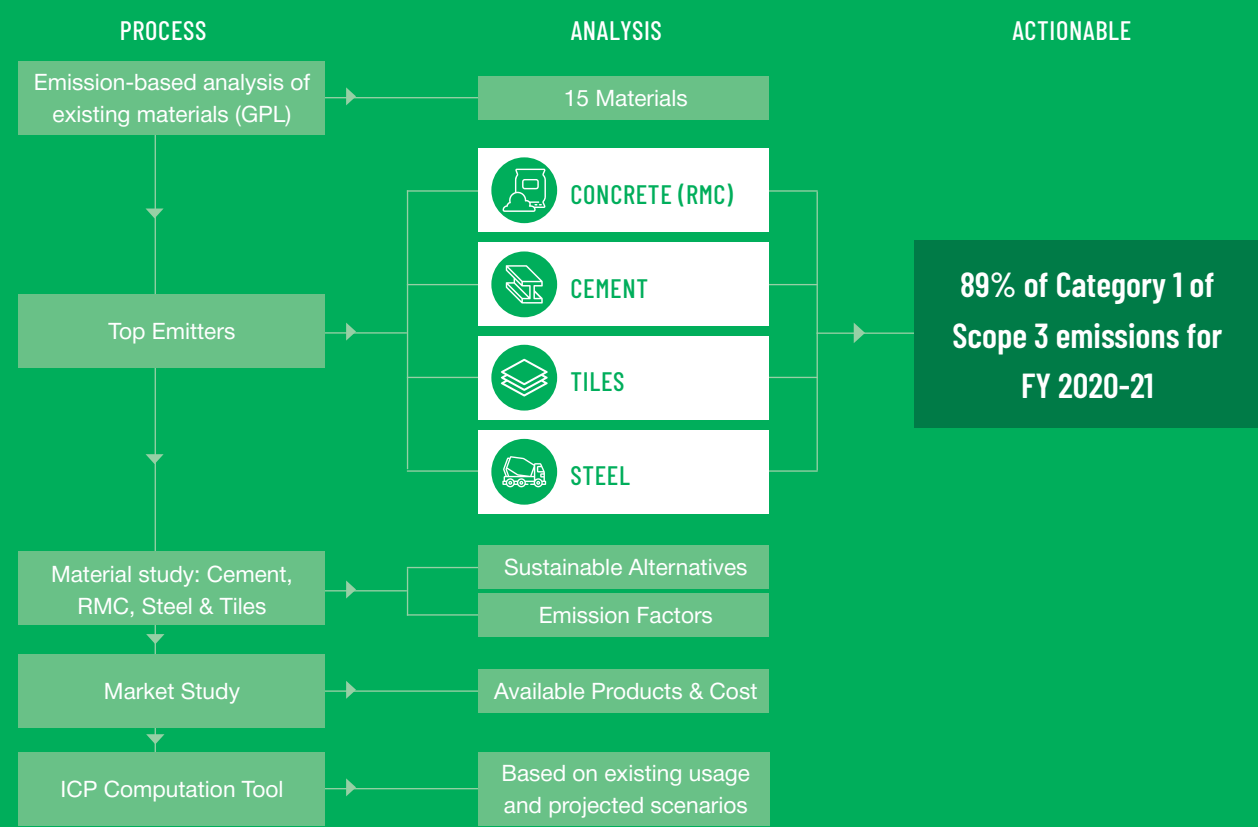 PROCESS
ANALYSIS
ACTIONABLE
Emission-based analysis of
existing materials (GPL)
15 Materials
Top Emitters
CONCRETE (RMC)
CEMENT
TILES
STEEL
89% of Category 1 of
Scope 3 emissions for
FY 2020-21
Material study: Cement,
RMC, Steel & Tiles
Sustainable Alternatives
Emission Factors
Market Study
Available Products & Cost
ICP Computation Tool
Based on existing usage
and projected scenarios